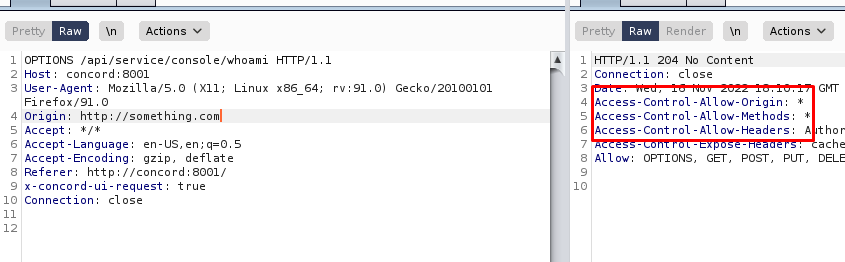 Pretty Raw \n Actions
1 OPTIONS /api/service/console/whoami HTTP/1.1
2 Host: concord:8001
3 User-Agent: Mozilla/5.0 (X11; Linux x86_64; rv:91.0) Gecko/20100101
Firefox/91.0
4 Origin: http://something.com
5 Accept: */*
6 Accept-Language: en-US,en;q=0.5
7 Accept-Encoding: gzip, deflate
8 Referer: http://concord:8001/
9 x-concord-ui-request: true
10 Connection: close
11
12
Pretty Raw Render \n Actions
1 HTTP/1.1 204 No Content
2 Connection: close
3 Date: Wed, 16 Nov 2022 18:10:17 GMT
4 Access-Control-Allow-Origin: *
5 Access-Control-Allow-Methods: *
6 Access-Control-Allow-Headers: Author
7 Access-Control-Expose-Headers: cache
8 Allow: OPTIONS, GET, POST, PUT, DELE
9
10